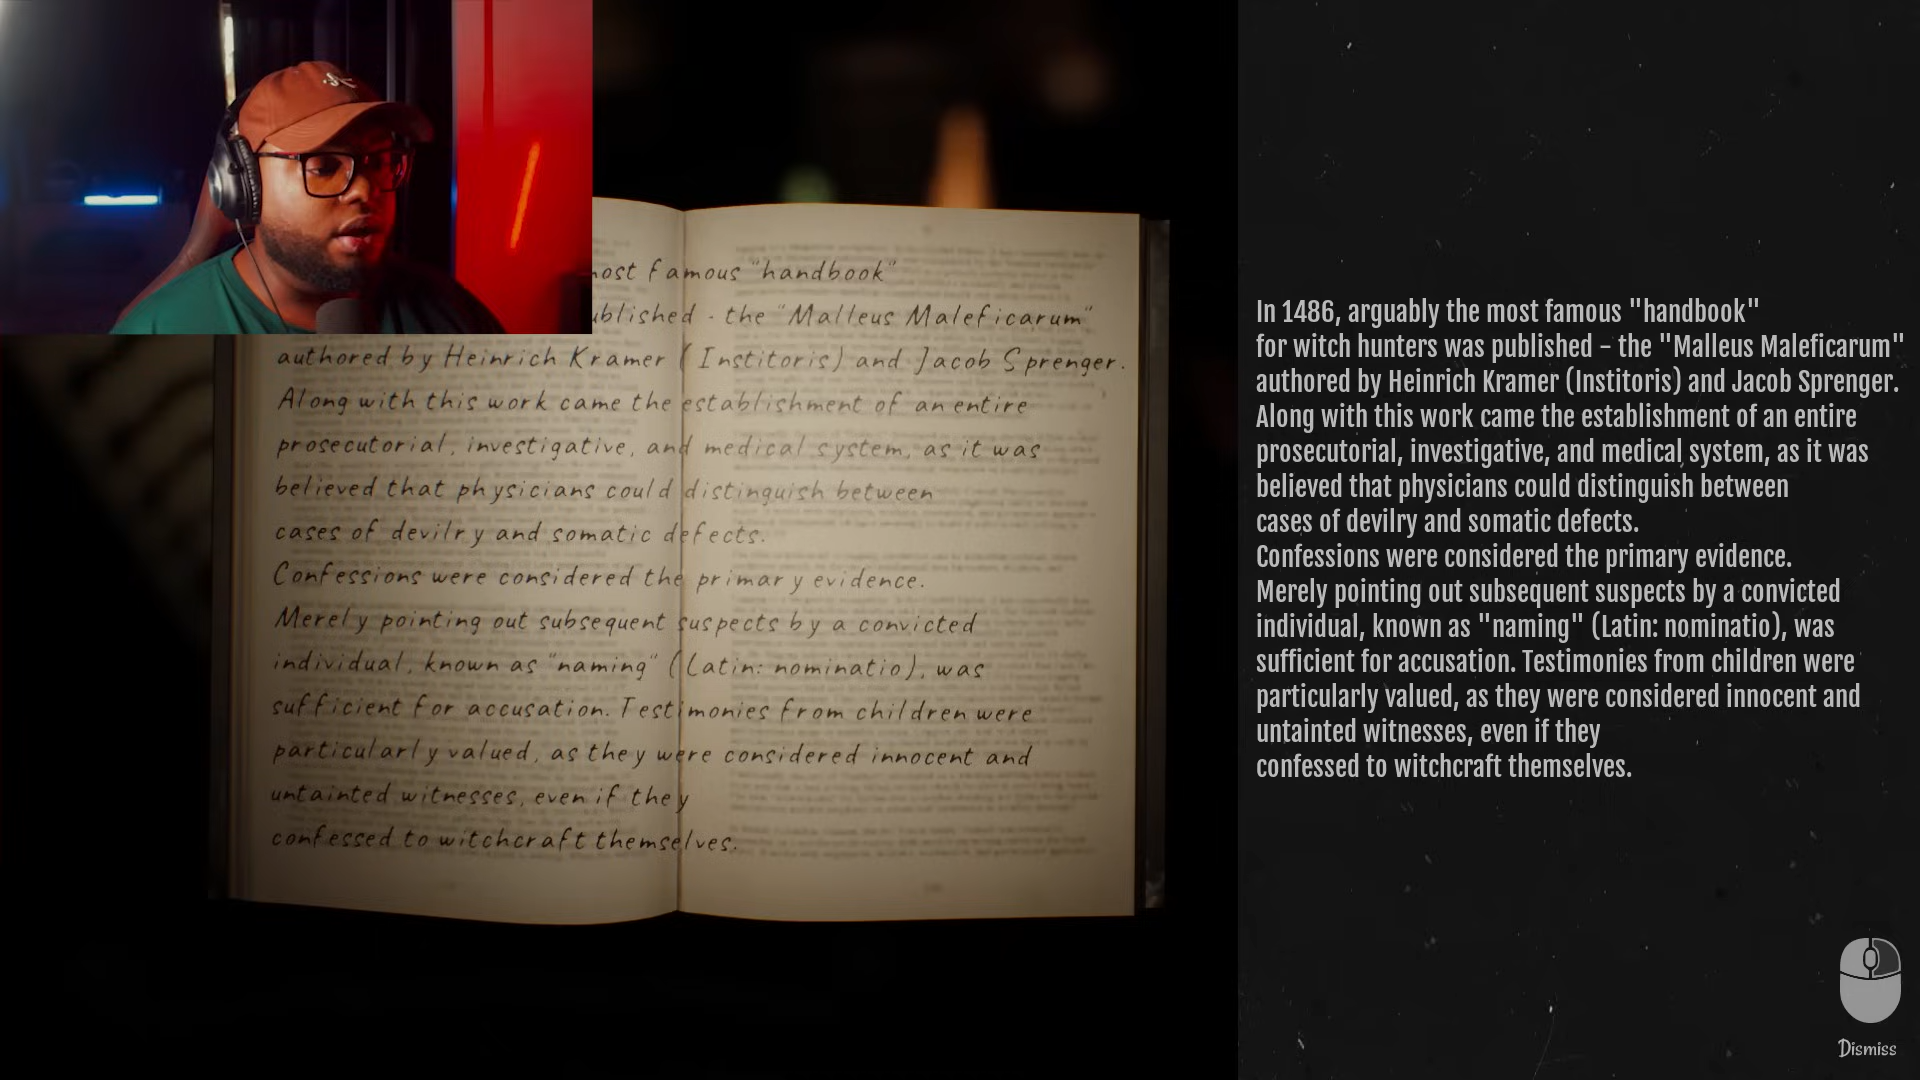 most famous "handbook"
ublished - the "Malleus Maleficarum"
authored by Heinrich Kramer (Institoris) and Jacob Sprenger.
Along with this work came the establishment of an entire
prosecutorial, investigative, and medical system, as it was
believed that physicians could distinguish between
cases of devilry and somatic defects.
Confessions were considered the primary evidence.
Merely pointing out subsequent suspects by a convicted
individual, known as "naming" (Latin: nominatio), was
sufficient for accusation. Testimonies from children were
particularly valued, as they were considered innocent and
untainted witnesses, even if they
confessed to witchcraft themselves.
In 1486, arguably the most famous "handbook"
for witch hunters was published - the "Malleus Maleficarum"
authored by Heinrich Kramer (Institoris) and Jacob Sprenger.
Along with this work came the establishment of an entire
prosecutorial, investigative, and medical system, as it was
believed that physicians could distinguish between
cases of devilry and somatic defects.
Confessions were considered the primary evidence.
Merely pointing out subsequent suspects by a convicted
individual, known as "naming" (Latin: nominatio), was
sufficient for accusation. Testimonies from children were
particularly valued, as they were considered innocent and
untainted witnesses, even if they
confessed to witchcraft themselves.
Dismiss